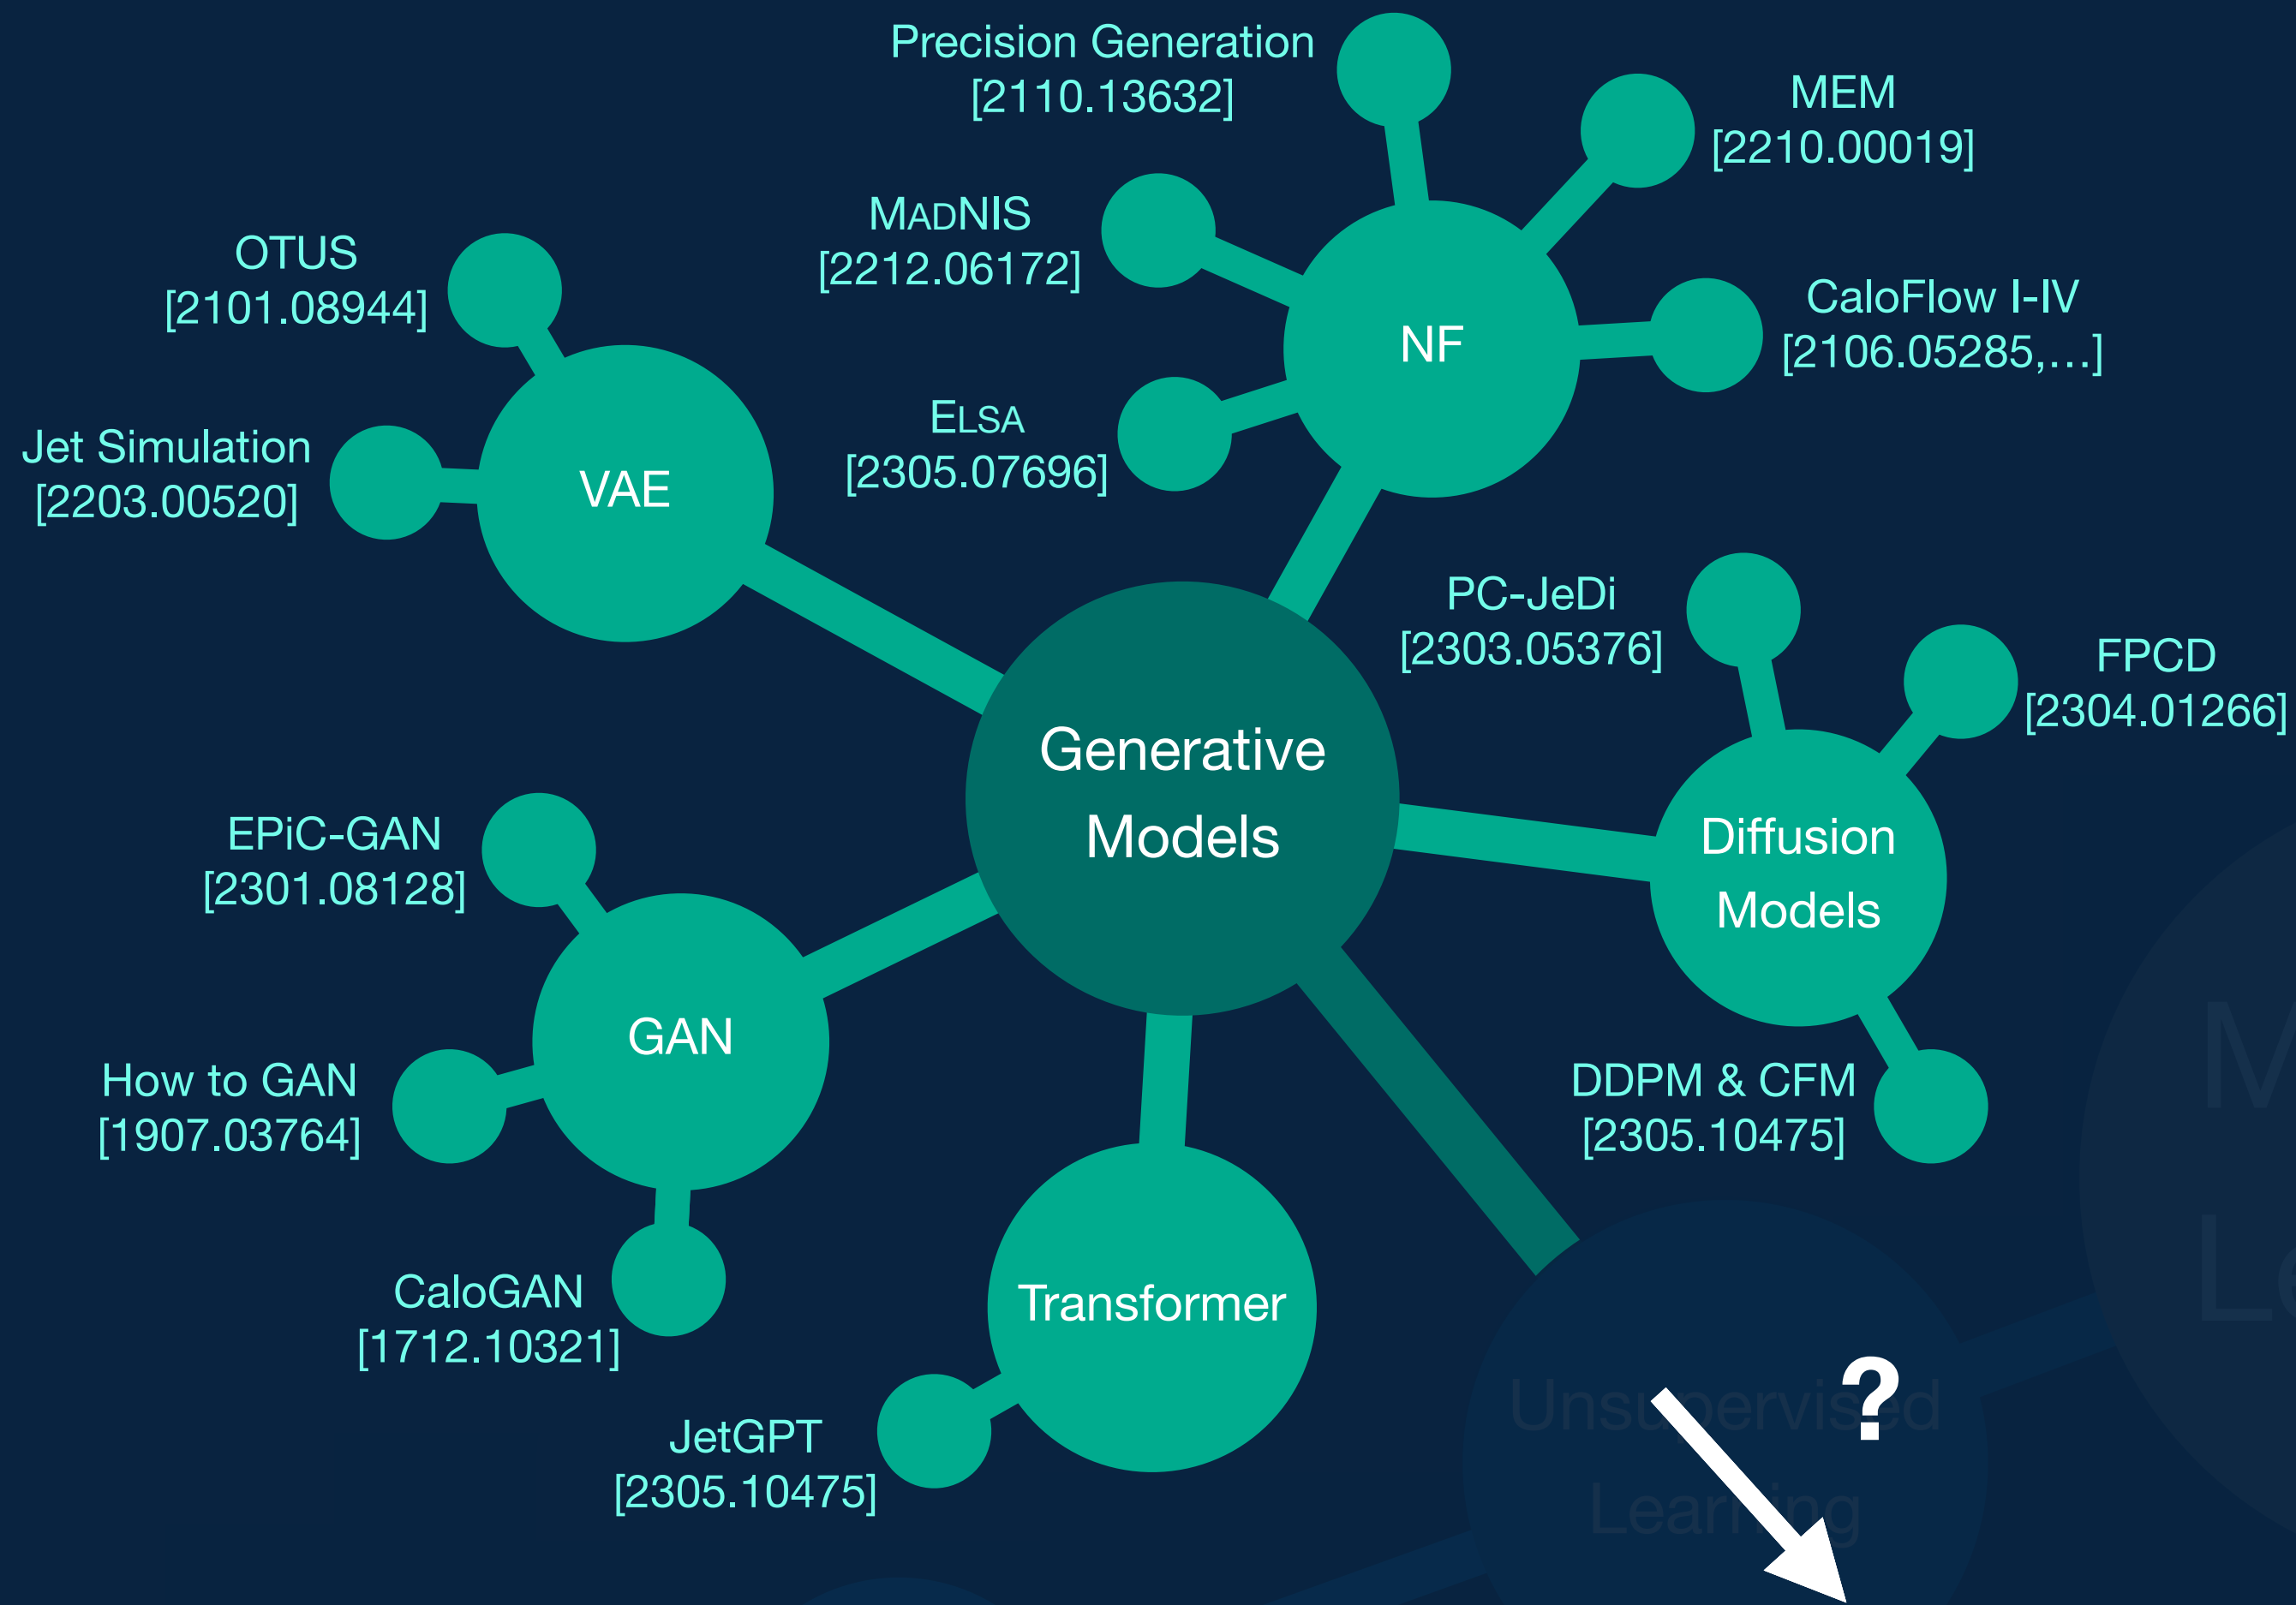 Precision Generation
[2110.13632]
MEM
[2210.00019]
MADNIS
[2212.06172]
OTUS
[2101.08944]
CaloFlow I-IV
[2106.05285,...]
NF
ELSA
[2305.07696]
Jet Simulation
[2203.00520]
VAE
PC-JeDi
[2303.05376]
FPCD
[2304.01266]
Generative
Models
EPiC-GAN
[2301.08128]
Diffusion
Models
GAN
How to GAN
[1907.03764]
DDPM & CFM
[2305.10475]
CaloGAN
[1712.10321]
Transformer
?
Unsupervised
Learning
JetGPT
[2305.10475]